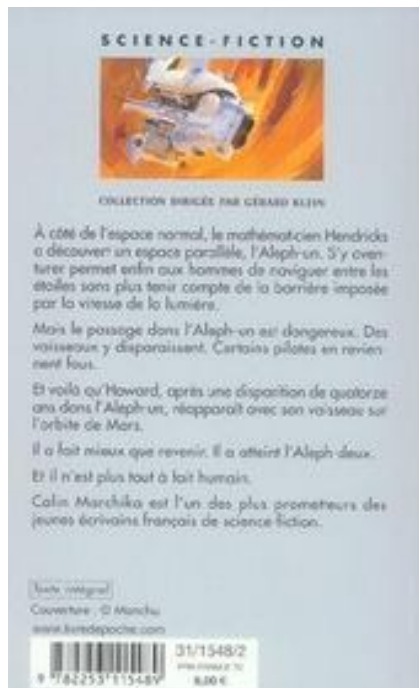 SCIENCE-FICTION
COLLECTION DIRIGÉE PAR GÉRARD KLEIN
À côté de l'espace normal, le mathématicien Hendricks
a découvert un espace parallèle, l'Aleph-un. S'y aven-
turer permet enfin aux hommes de naviguer entre les
étoiles sans plus tenir compte de la barrière imposée
par la vitesse de la lumière.
Mais le passage dans l'Aleph-un est dangereux. Des
vaisseaux y disparaissent. Certains pilotes en revien-
nent fous.
Et voilà qu'Howard, après une disparition de quatorze
ans dans l'Aleph-un, réapparaît avec son vaisseau sur
l'orbite de Mars.
Il a fait mieux que revenir. Il a atteint l'Aleph-deux.
Et il n'est plus tout à fait humain.
Colin Marchika est l'un des plus prometteurs des
jeunes écrivains français de science-fiction.
Texte intégral
Couverture : © Manchu
www.livredepoche.com
31/1548/2
6,00 €
9 782253 115489